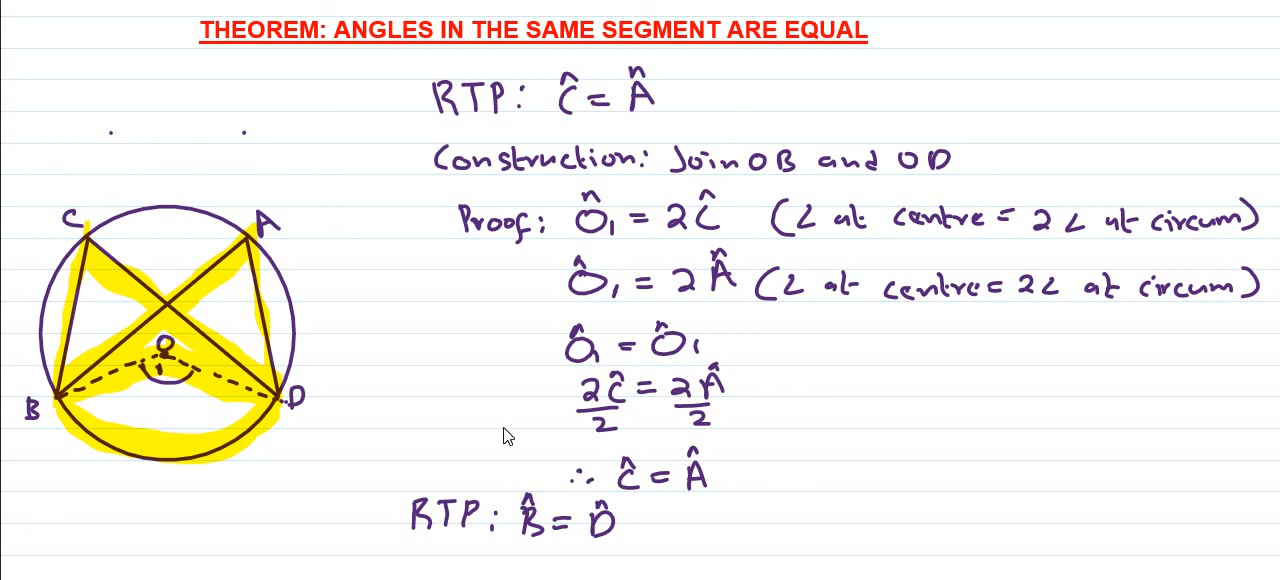 THEOREM: ANGLES IN THE SAME SEGMENT ARE EQUAL
RTP: Ĉ = Â
Construction: Join OB and OD
Proof: Ô₁ = 2Ĉ (∠ at centre = 2∠ at circum)
Ô₁ = 2Â (∠ at centre = 2∠ at circum)
Ô₁ = Ô₁
2Ĉ/2 = 2Â/2
∴ Ĉ = Â
RTP: B̂ = D̂
C
A
O
1
B
D